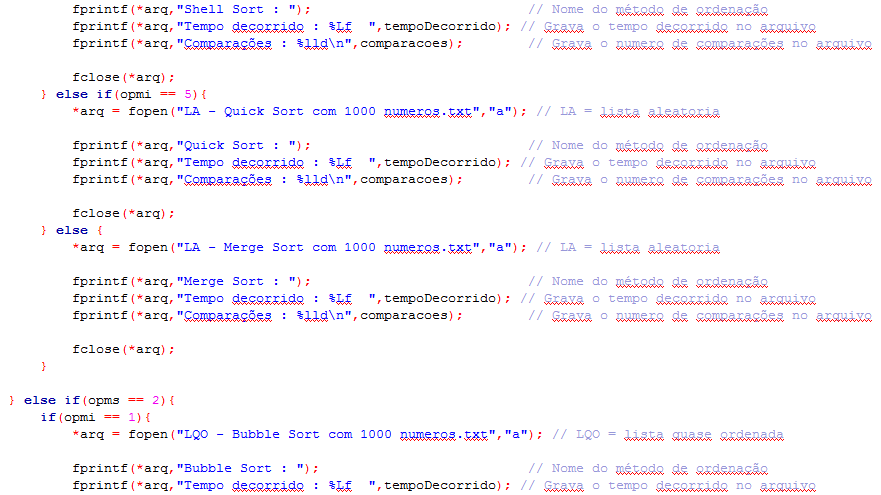 fprintf(*arq,"Shell Sort : "); // Nome do método de ordenação
fprintf(*arq,"Tempo decorrido : %Lf  ",tempoDecorrido); // Grava o tempo decorrido no arquivo
fprintf(*arq,"Comparações : %lld\n",comparacoes); // Grava o numero de comparações no arquivo
fclose(*arq);
} else if(opmi == 5){
*arq = fopen("LA - Quick Sort com 1000 numeros.txt","a"); // LA = lista aleatoria
fprintf(*arq,"Quick Sort : "); // Nome do método de ordenação
fprintf(*arq,"Tempo decorrido : %Lf  ",tempoDecorrido); // Grava o tempo decorrido no arquivo
fprintf(*arq,"Comparações : %lld\n",comparacoes); // Grava o numero de comparações no arquivo
fclose(*arq);
} else {
*arq = fopen("LA - Merge Sort com 1000 numeros.txt","a"); // LA = lista aleatoria
fprintf(*arq,"Merge Sort : "); // Nome do método de ordenação
fprintf(*arq,"Tempo decorrido : %Lf  ",tempoDecorrido); // Grava o tempo decorrido no arquivo
fprintf(*arq,"Comparações : %lld\n",comparacoes); // Grava o numero de comparações no arquivo
fclose(*arq);
}
} else if(opms == 2){
if(opmi == 1){
*arq = fopen("LQO - Bubble Sort com 1000 numeros.txt","a"); // LQO = lista quase ordenada
fprintf(*arq,"Bubble Sort : "); // Nome do método de ordenação
fprintf(*arq,"Tempo decorrido : %Lf  ",tempoDecorrido); // Grava o tempo decorrido no arquivo